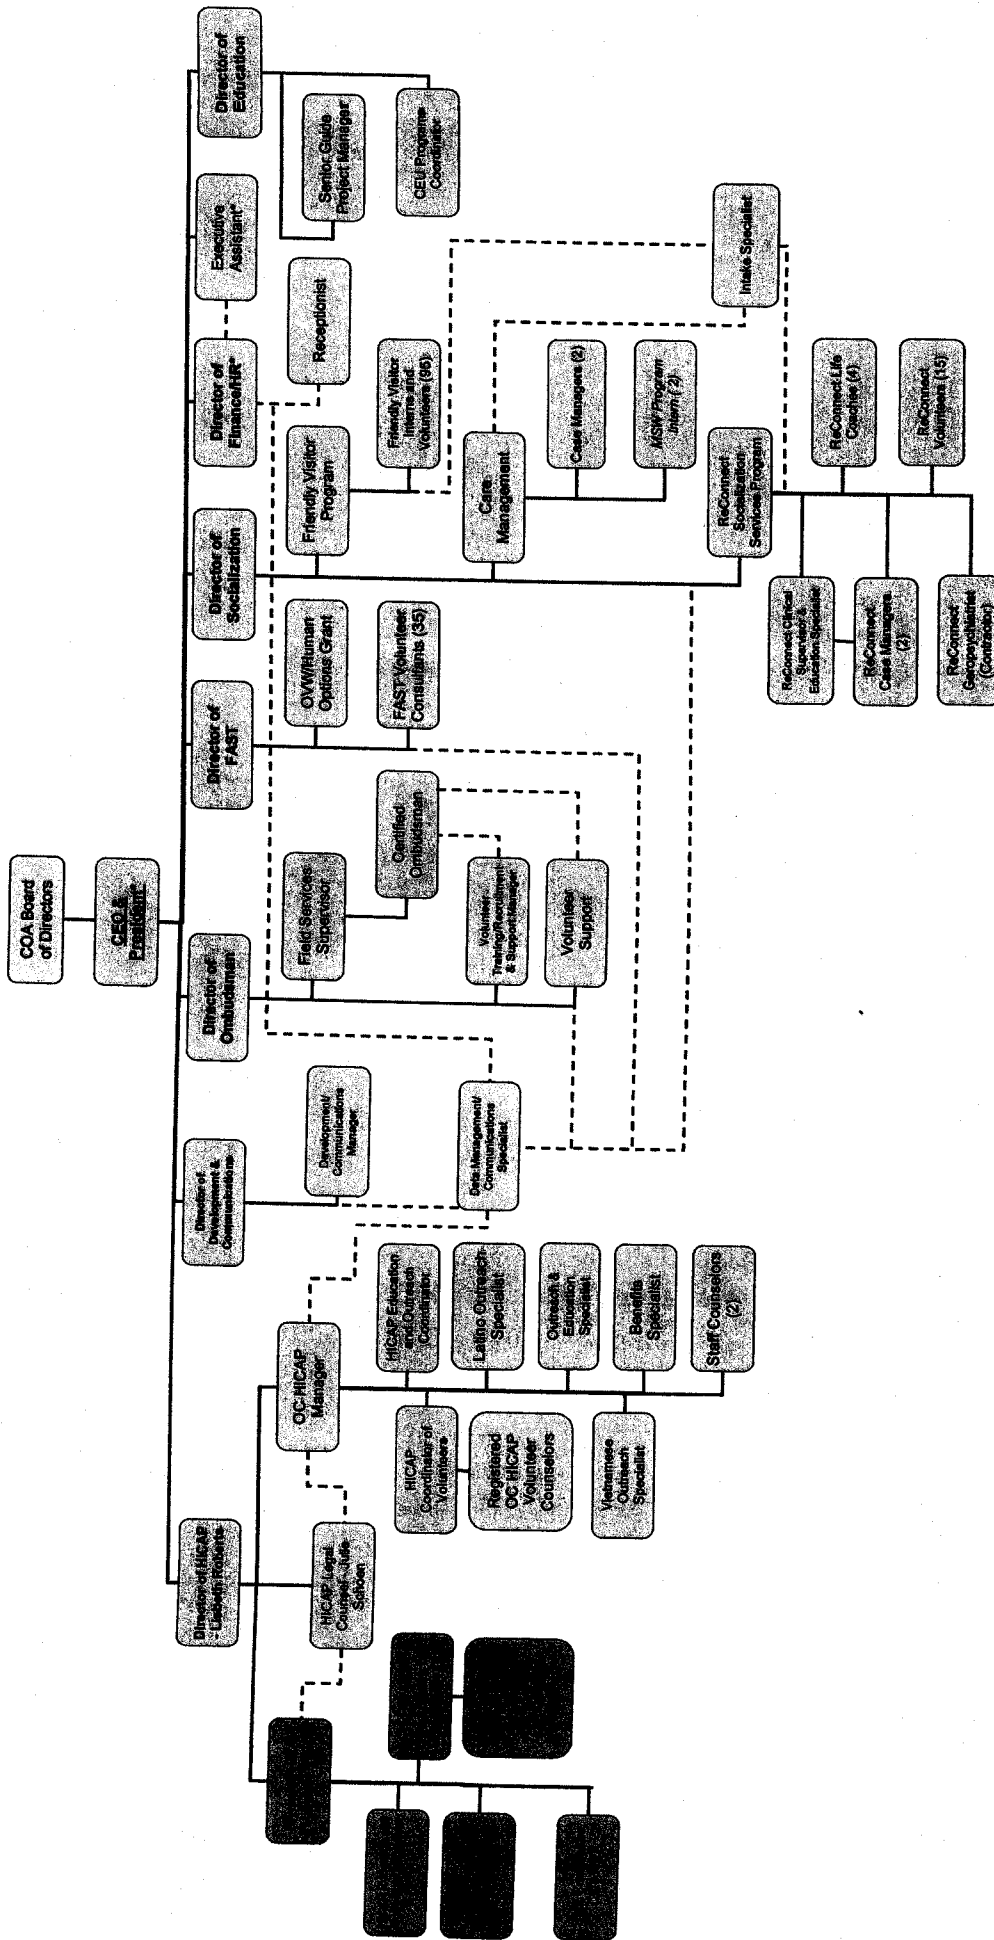 COA Board
of Directors
CEO &
President*
Director of HICAP
- Lisbeth Roberts
Director of
Development &
Communications
Director of
Ombudsman
Director of
FAST
Director of
Socialization
Director of
Finance/HR*
Executive
Assistant*
Director of
Education
HICAP Legal
Counsel - Julie
Schoen
OC HICAP
Manager
HICAP Education
and Outreach
Coordinator
Latino Outreach
Specialist
Outreach &
Education
Specialist
Benefits
Specialist
Staff Counselors
(2)
HICAP
Coordinator of
Volunteers
Registered
OC HICAP
Volunteer
Counselors
Vietnamese
Outreach
Specialist
Development/
Communications
Manager
Data Management/
Communications
Specialist
Field Services
Supervisor
Certified
Ombudsman
Volunteer
Training/Recruitment
& Support Manager
Volunteer
Support
OVW/Human
Options Grant
FAST Volunteer
Consultants (35)
Friendly Visitor
Program
Friendly Visitor
Interns and
Volunteers (96)
Care
Management
Case Managers (2)
MSW Program
Intern (2)
ReConnect
Socialization
Services Program
ReConnect Clinical
Supervisor &
Education Specialist
ReConnect
Case Managers
(2)
ReConnect
Geropsychiatrist
(Contractor)
ReConnect Life
Coaches (4)
ReConnect
Volunteers (15)
Receptionist
Intake Specialist
Senior Guide
Project Manager
CEU Programs
Coordinator